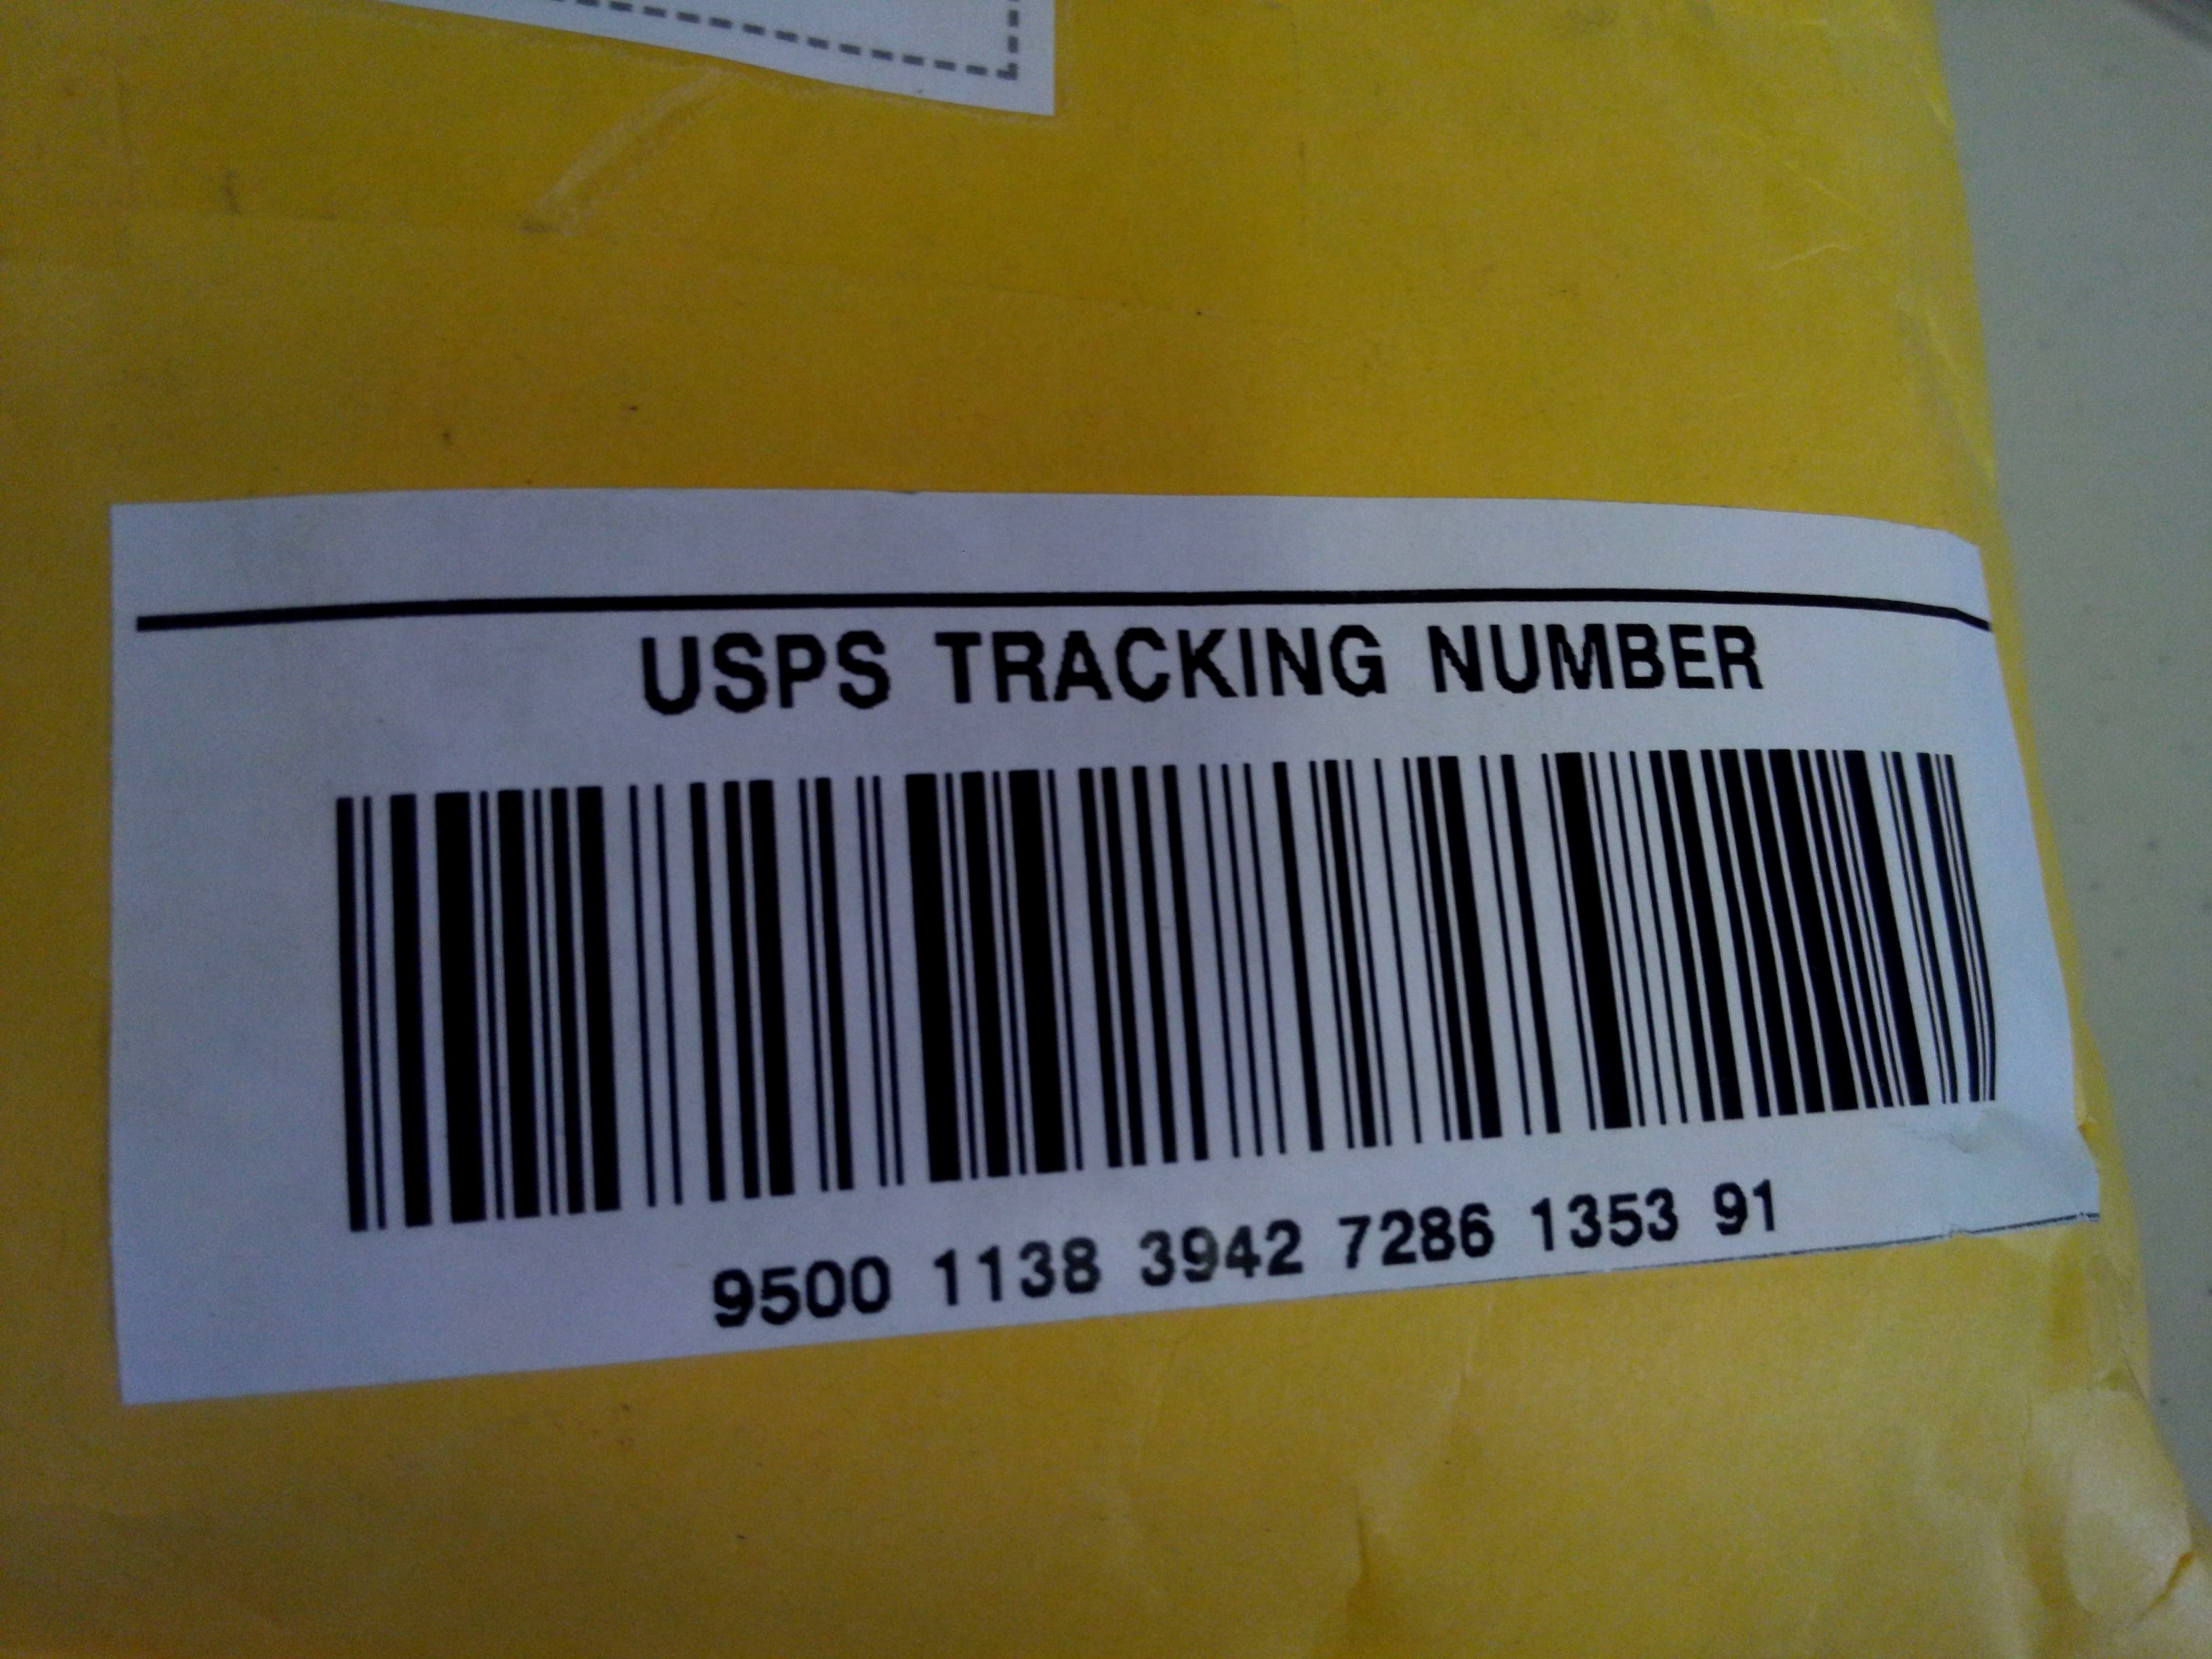 USPS TRACKING NUMBER
9500 1138 3942 7286 1353 91